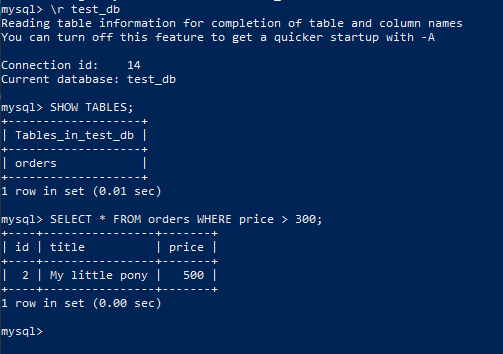 mysql> \r test_db
Reading table information for completion of table and column names
You can turn off this feature to get a quicker startup with -A

Connection id:    14
Current database: test_db

mysql> SHOW TABLES;
+-------------------+
| Tables_in_test_db |
+-------------------+
| orders            |
+-------------------+
1 row in set (0.01 sec)

mysql> SELECT * FROM orders WHERE price > 300;
+----+----------------+-------+
| id | title          | price |
+----+----------------+-------+
|  2 | My little pony |   500 |
+----+----------------+-------+
1 row in set (0.00 sec)

mysql>